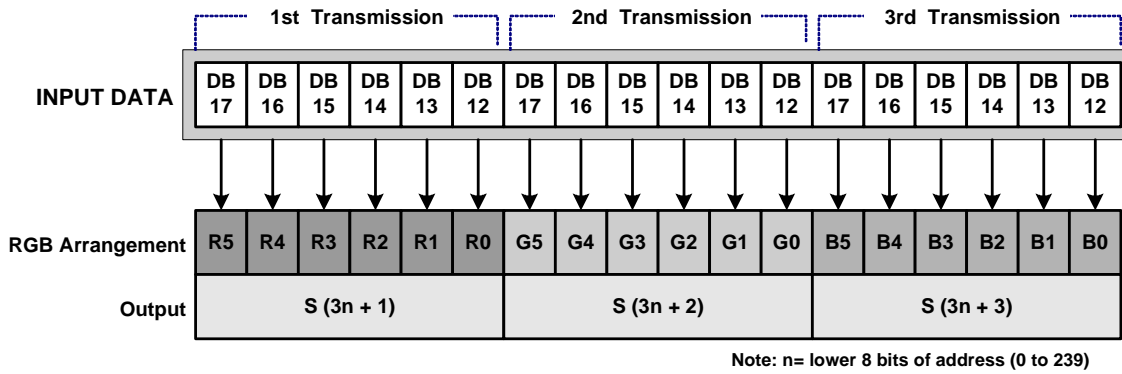 1st Transmission 2nd Transmission 3rd Transmission
INPUT DATA
DB 17 DB 16 DB 15 DB 14 DB 13 DB 12 DB 17 DB 16 DB 15 DB 14 DB 13 DB 12 DB 17 DB 16 DB 15 DB 14 DB 13 DB 12
RGB Arrangement R5 R4 R3 R2 R1 R0 G5 G4 G3 G2 G1 G0 B5 B4 B3 B2 B1 B0
Output S (3n + 1) S (3n + 2) S (3n + 3)
Note: n= lower 8 bits of address (0 to 239)